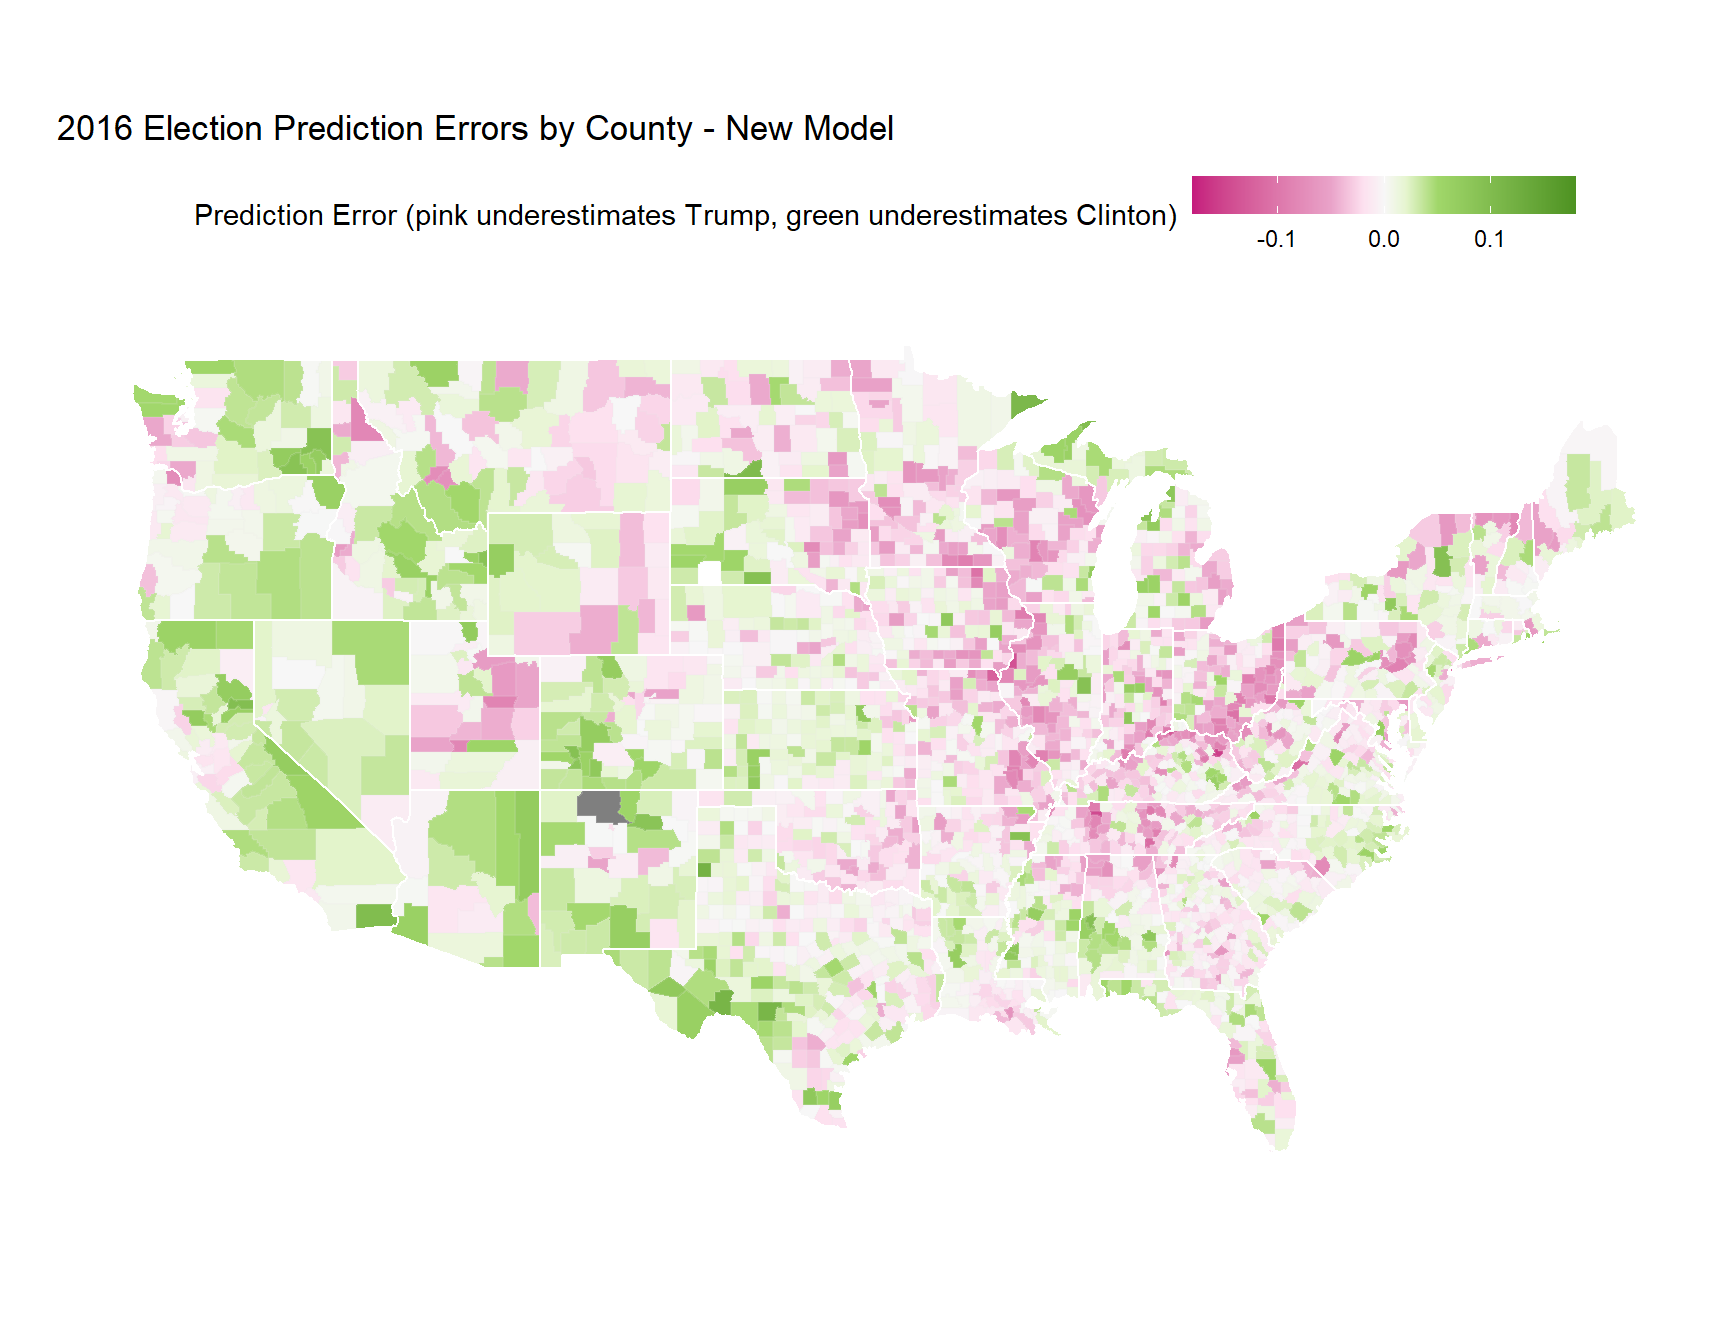 2016 Election Prediction Errors by County - New Model
Prediction Error (pink underestimates Trump, green underestimates Clinton)
-0.1 0.0 0.1